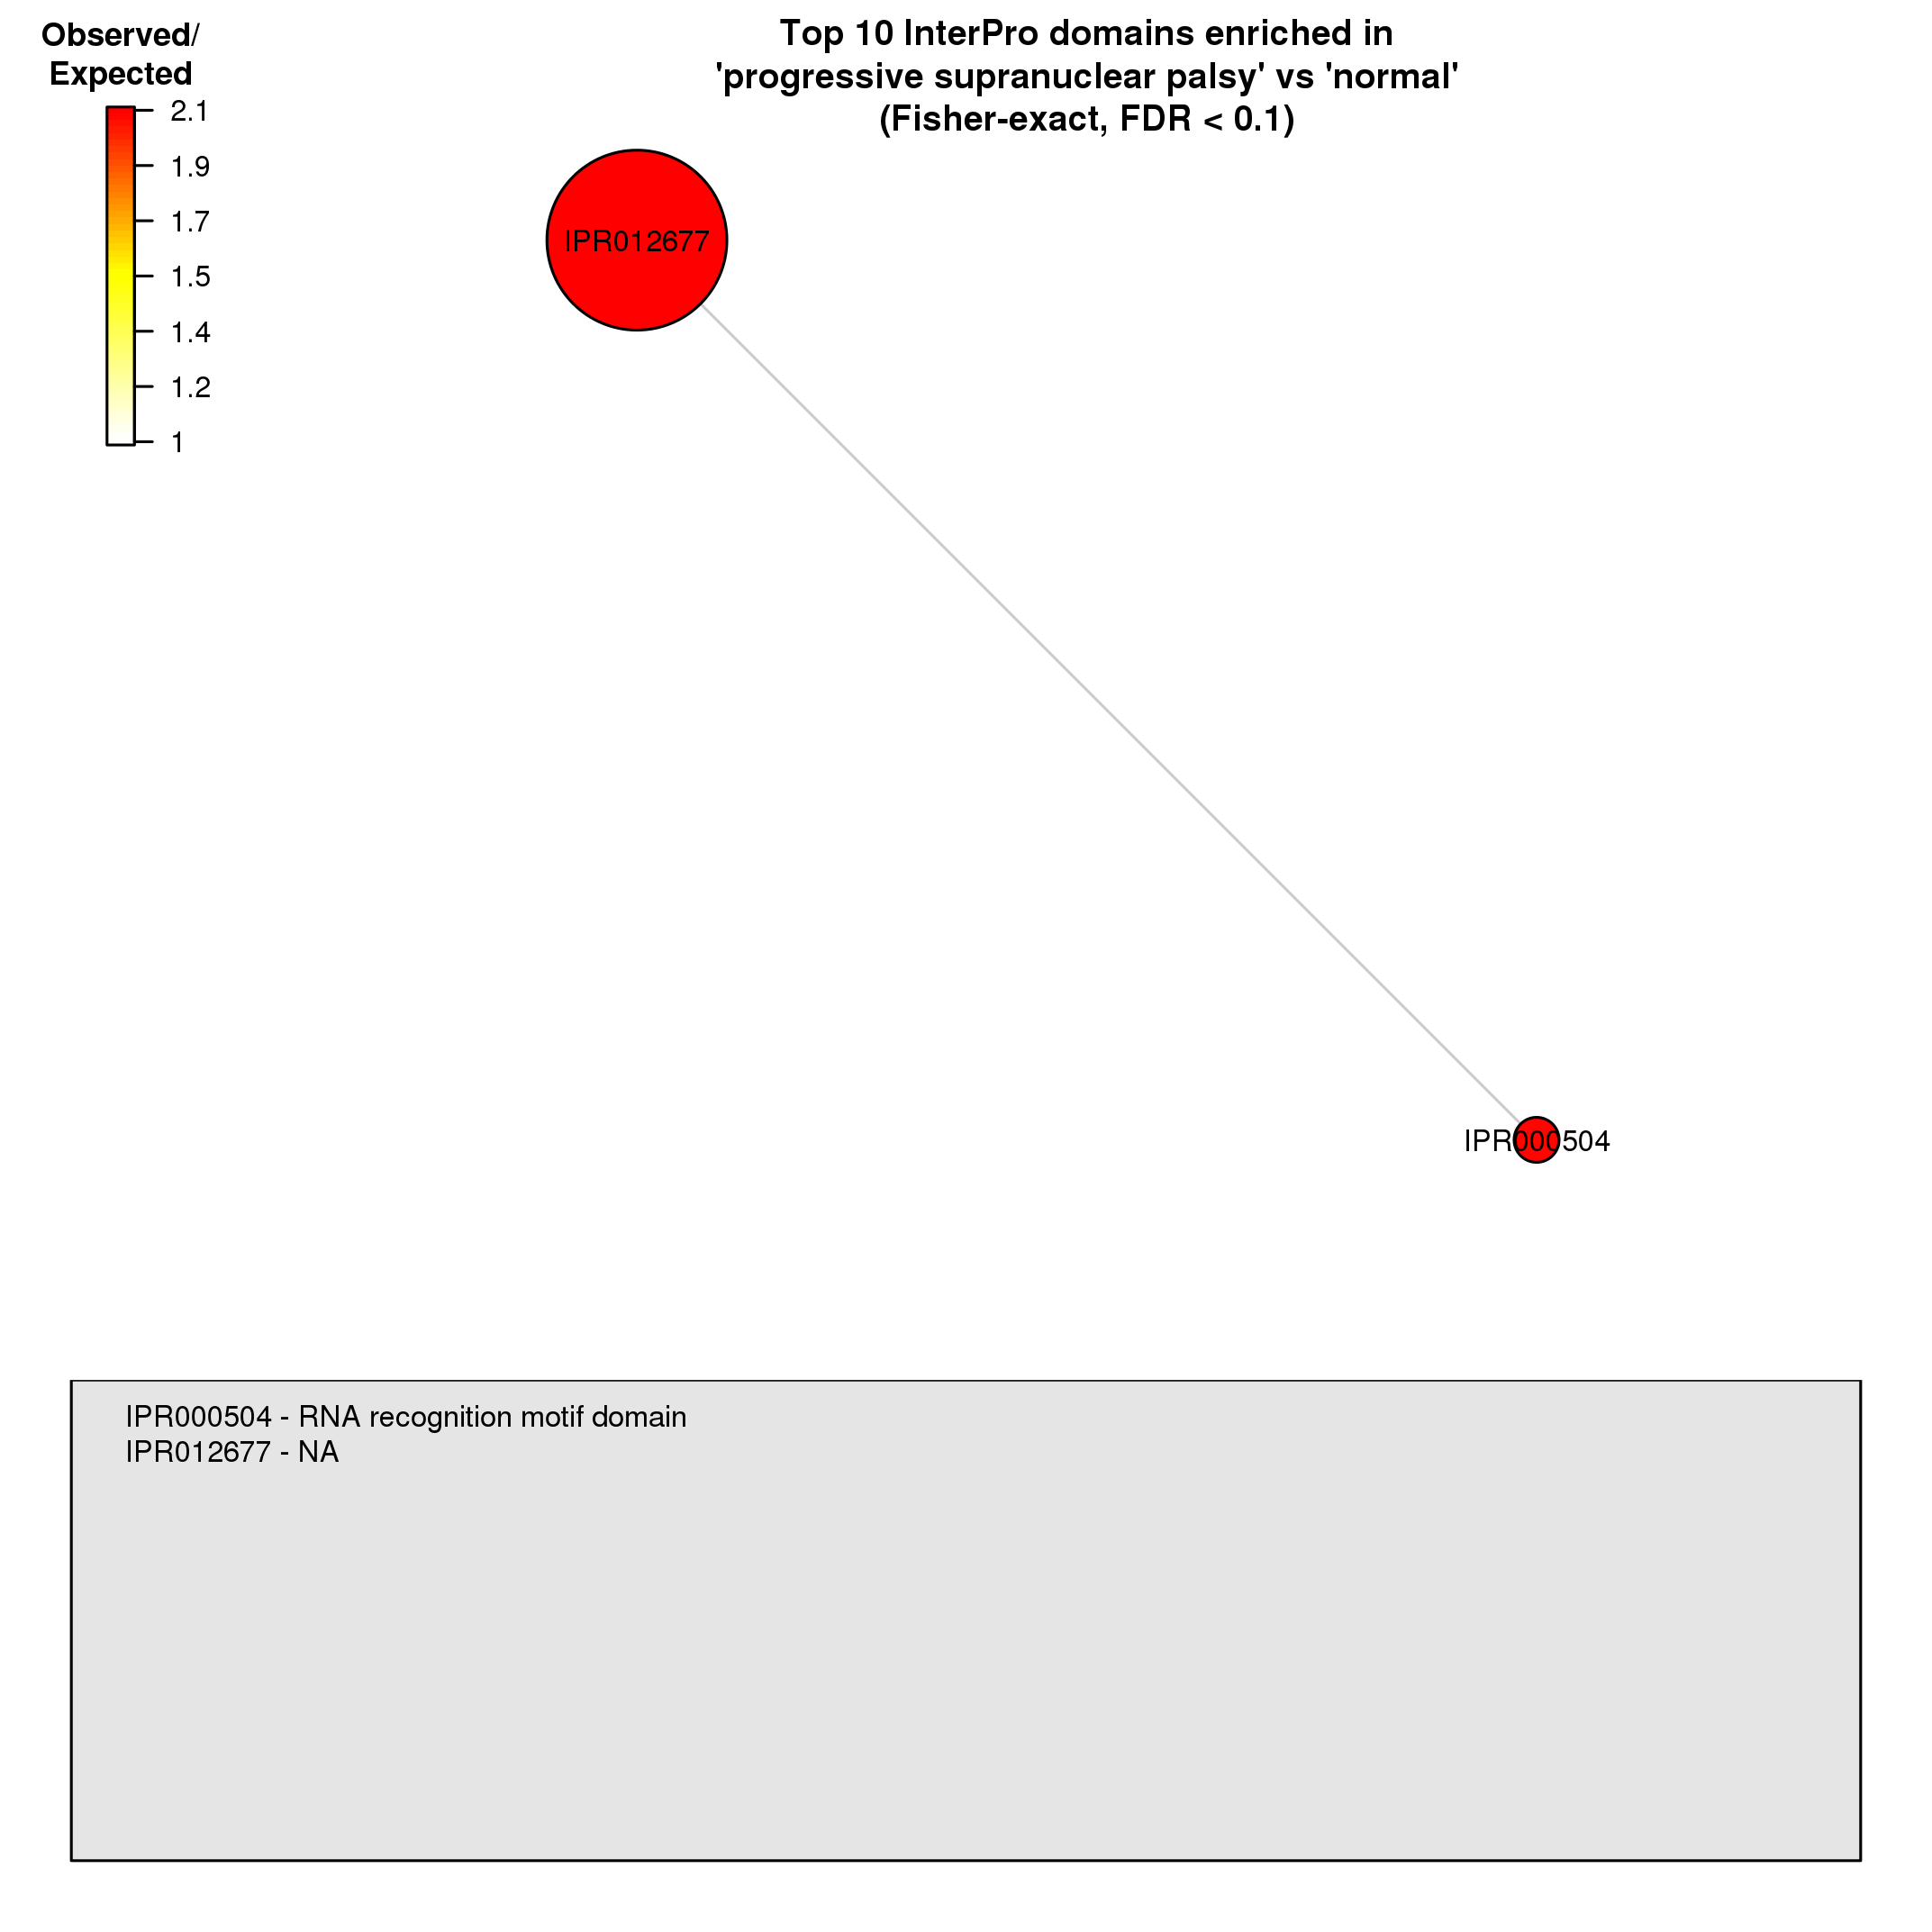 Observed/
Expected
2.1
1.9
1.7
1.5
1.4
1.2
1
Top 10 InterPro domains enriched in
'progressive supranuclear palsy' vs 'normal'
(Fisher-exact, FDR < 0.1)
IPR012677
IPR000504
IPR000504 - RNA recognition motif domain
IPR012677 - NA